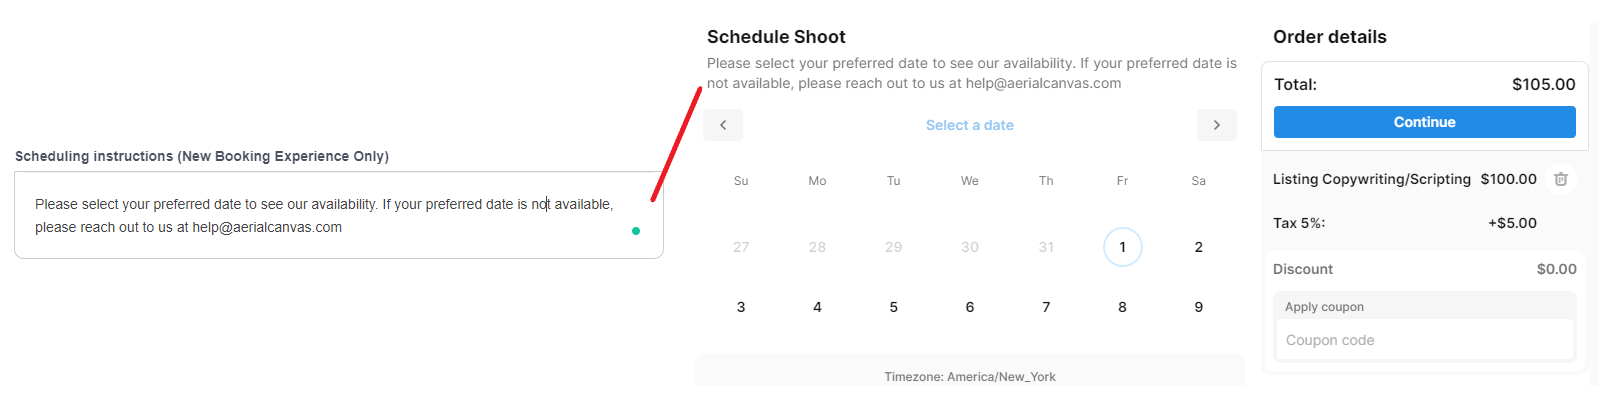 Scheduling instructions (New Booking Experience Only)
Please select your preferred date to see our availability. If your preferred date is not available,
please reach out to us at help@aerialcanvas.com
Schedule Shoot
Please select your preferred date to see our availability. If your preferred date is
not available, please reach out to us at help@aerialcanvas.com
Select a date
Su Mo Tu We Th Fr Sa
27 28 29 30 31 1 2
3 4 5 6 7 8 9
Timezone: America/New_York
Order details
Total: $105.00
Continue
Listing Copywriting/Scripting $100.00
Tax 5%: +$5.00
Discount $0.00
Apply coupon
Coupon code